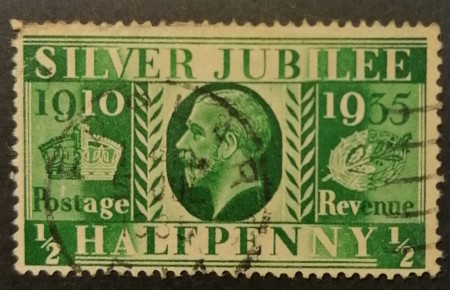 SILVER JUBILEE
1910 1935
Postage Revenue
½ HALFPENNY ½